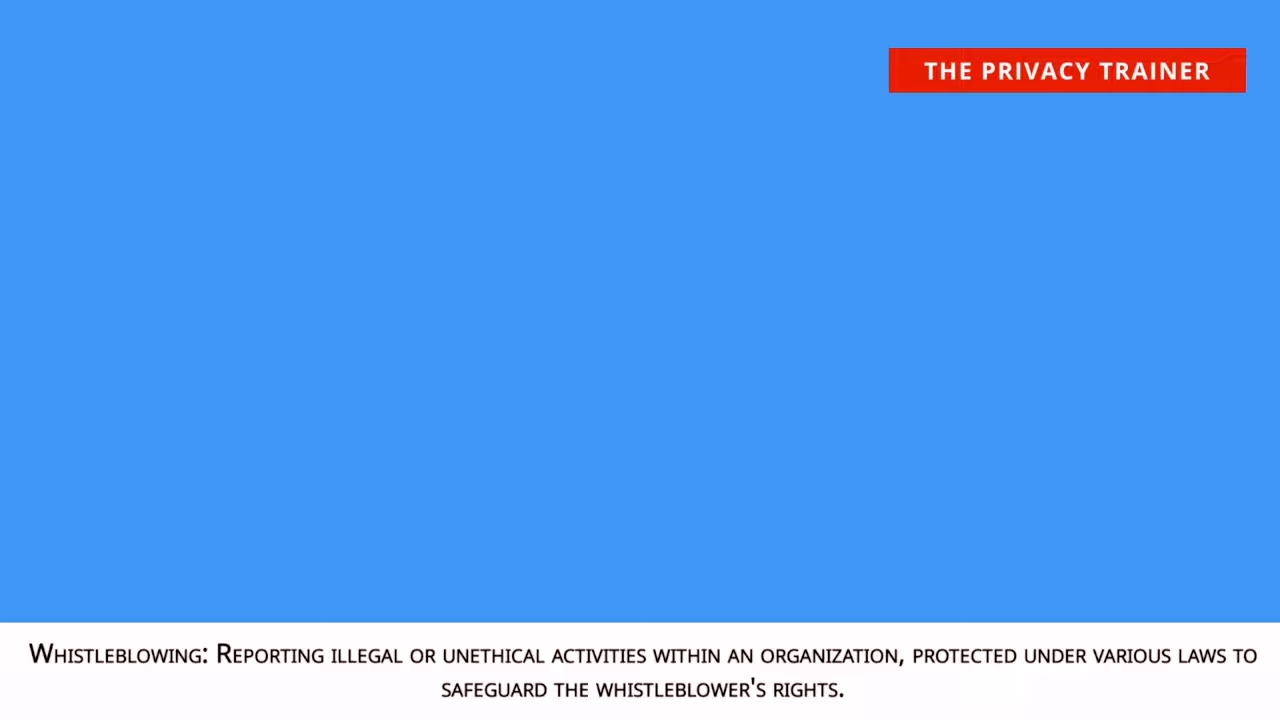 THE PRIVACY TRAINER
Whistleblowing: Reporting illegal or unethical activities within an organization, protected under various laws to
safeguard the whistleblower's rights.